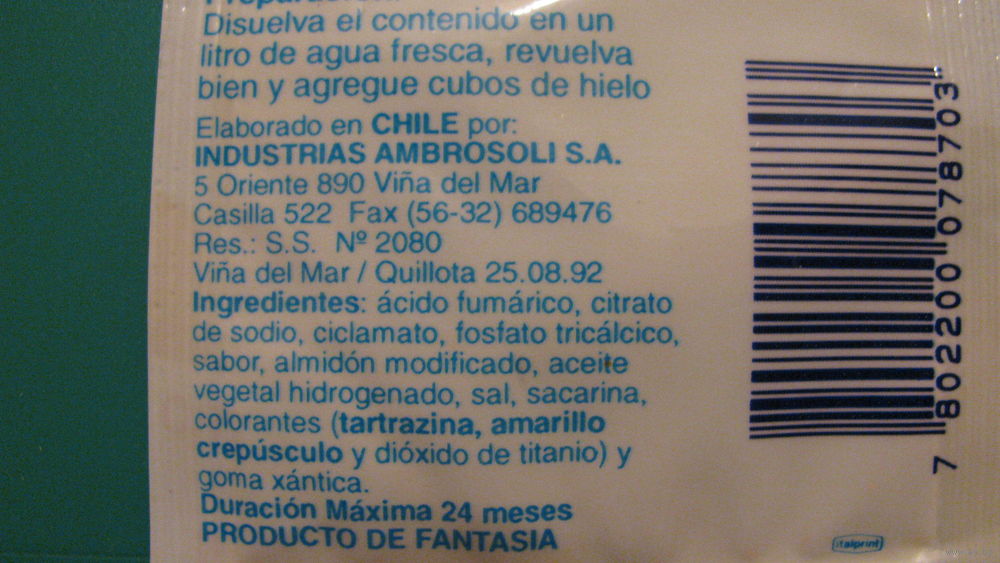 Preparación:
Disuelva el contenido en un
litro de agua fresca, revuelva
bien y agregue cubos de hielo
Elaborado en CHILE por:
INDUSTRIAS AMBROSOLI S.A.
5 Oriente 890 Viña del Mar
Casilla 522 Fax (56-32) 689476
Res.: S.S. Nº 2080
Viña del Mar / Quillota 25.08.92
Ingredientes: ácido fumárico, citrato
de sodio, ciclamato, fosfato tricálcico,
sabor, almidón modificado, aceite
vegetal hidrogenado, sal, sacarina,
colorantes (tartrazina, amarillo
crepúsculo y dióxido de titanio) y
goma xántica.
Duración Máxima 24 meses
PRODUCTO DE FANTASIA
7 802200 078703
italprint